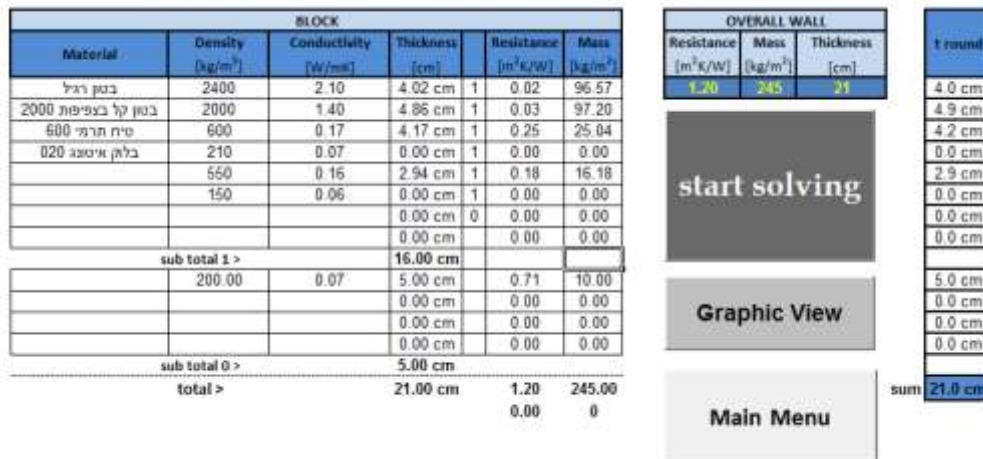 BLOCK
Material Density Conductivity Thickness Resistance Mass
[kg/m³] [W/mK] [cm] [m²K/W] [kg/m²]
בטון רגיל 2400 2.10 4.02 cm 1 0.02 96.57
בטון קל בצפיפות 2000 2000 1.40 4.86 cm 1 0.03 97.20
טיח תרמי 600 600 0.17 4.17 cm 1 0.25 25.04
בלוק איטונג 020 210 0.07 0.00 cm 1 0.00 0.00
550 0.16 2.94 cm 1 0.18 16.18
150 0.06 0.00 cm 1 0.00 0.00
0.00 cm 0 0.00 0.00
0.00 cm 0.00 0.00
sub total 1 > 16.00 cm
200.00 0.07 5.00 cm 0.71 10.00
0.00 cm 0.00 0.00
0.00 cm 0.00 0.00
0.00 cm 0.00 0.00
sub total 0 > 5.00 cm
total > 21.00 cm 1.20 245.00
0.00 0
OVERALL WALL
Resistance Mass Thickness
[m²K/W] [kg/m²] [cm]
1.20 245 21
start solving
Graphic View
Main Menu
t round
4.0 cm
4.9 cm
4.2 cm
0.0 cm
2.9 cm
0.0 cm
0.0 cm
0.0 cm
5.0 cm
0.0 cm
0.0 cm
0.0 cm
sum 21.0 cm